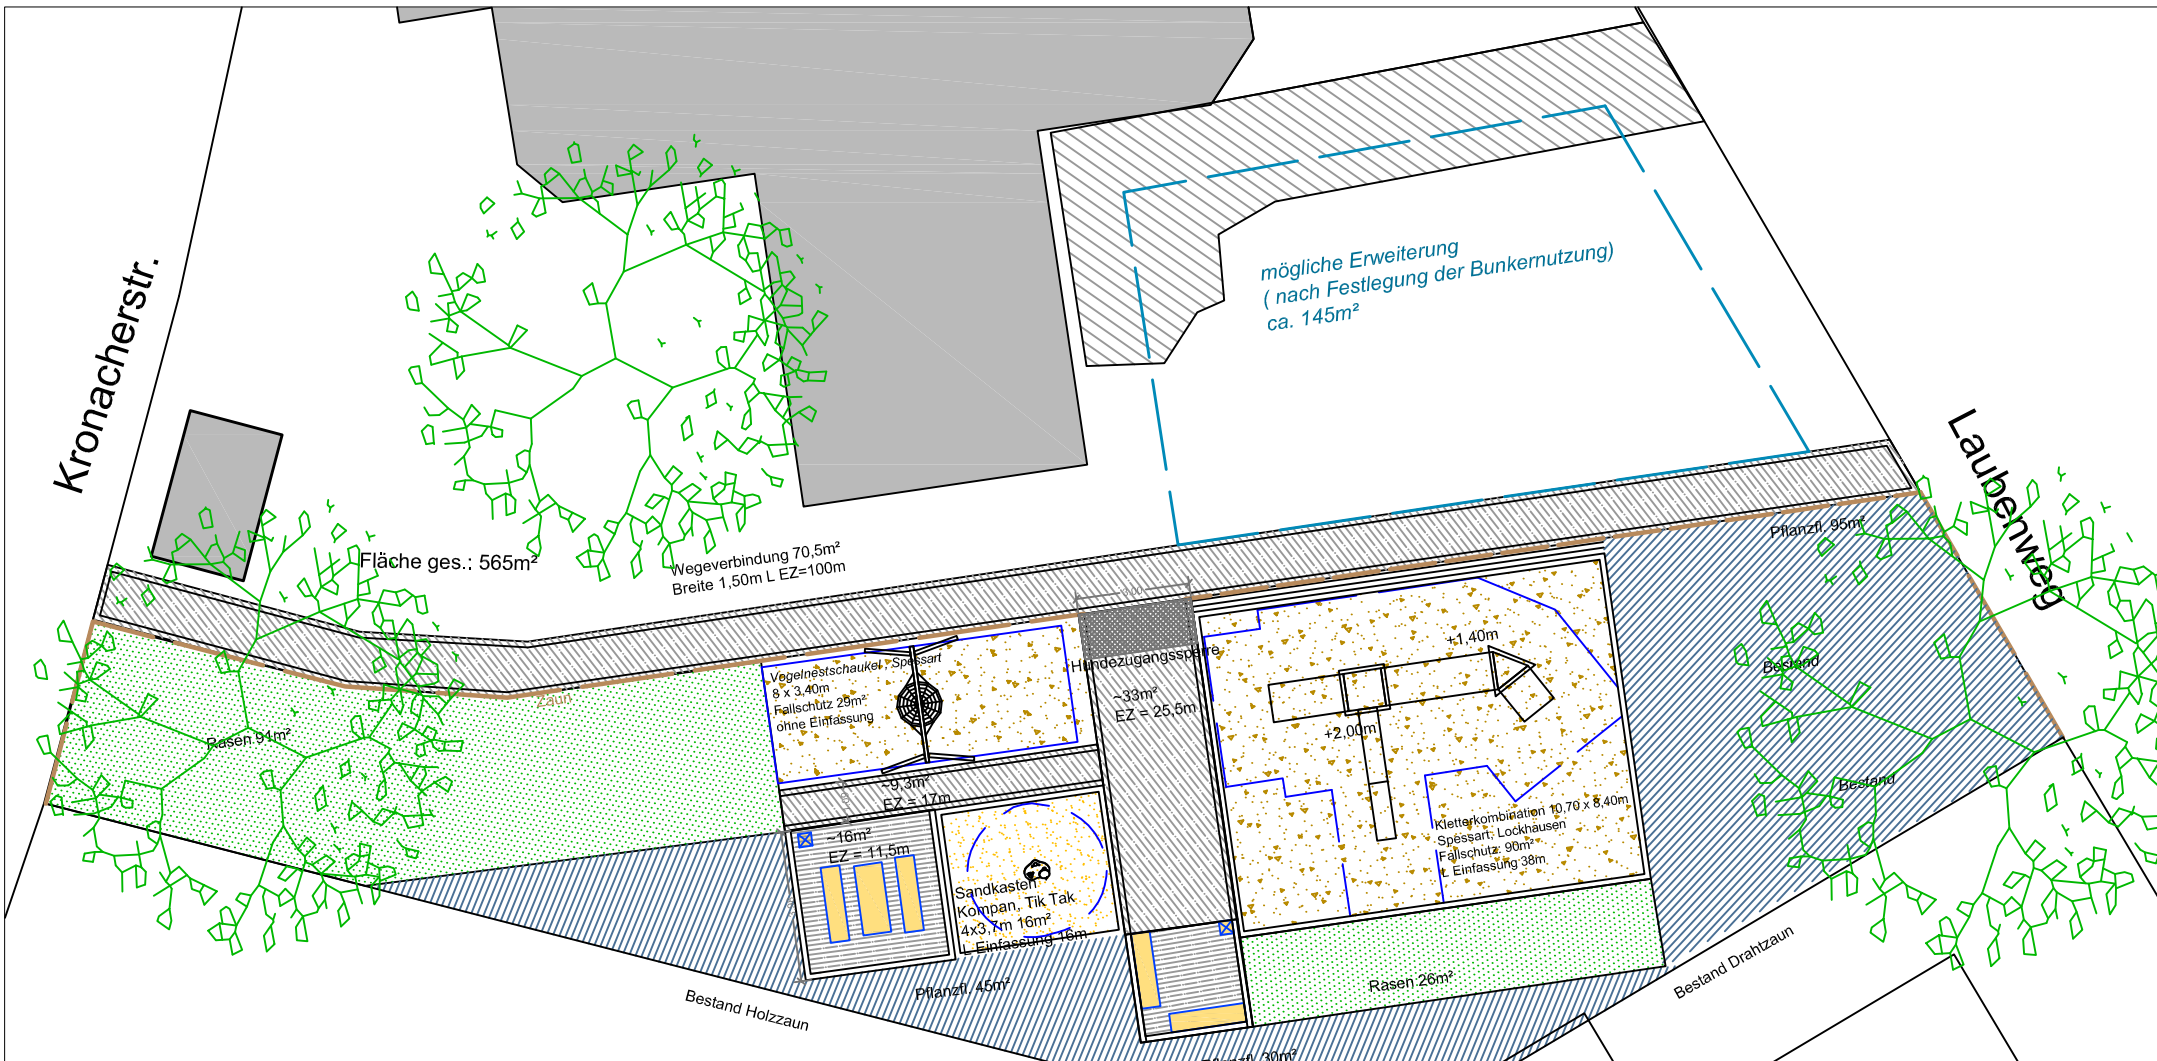 Kronacherstr.
mögliche Erweiterung
( nach Festlegung der Bunkernutzung)
ca. 145m²
Laubenweg
Fläche ges.: 565m²
Wegeverbindung 70,5m²
Breite 1,50m L EZ=100m
Pflanzfl. 95m²
Hundezugangssperre
Vogelnestschaukel , Spessart
8 x 3,40m
Fallschutz 29m²
ohne Einfassung
Zaun
Rasen 91m²
~33m²
EZ = 25,5m
+1,40m
+2,00m
Bestand
Bestand
~9,3m²
EZ = 17m
~16m²
EZ = 11,5m
Kletterkombination 10,70 x 8,40m
Spessart, Lockhausen
Fallschutz: 90m²
L Einfassung 38m
Sandkasten
Kompan, Tik Tak
4x3,7m 16m²
L Einfassung 16m
Pflanzfl. 45m²
Rasen 26m²
Bestand Drahtzaun
Bestand Holzzaun
Pflanzfl. 30m²